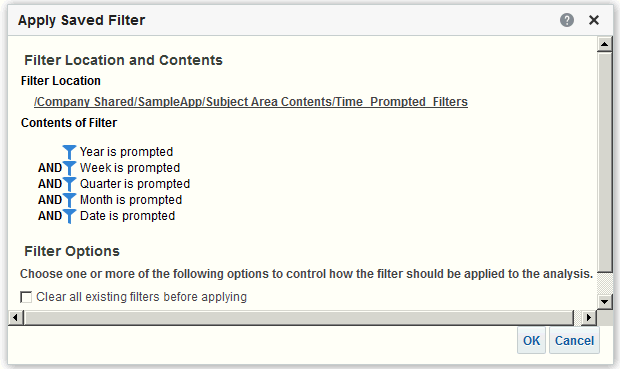 Apply Saved Filter
Filter Location and Contents
Filter Location
/Company Shared/SampleApp/Subject Area Contents/Time_Prompted_Filters
Contents of Filter
Year is prompted
AND Week is prompted
AND Quarter is prompted
AND Month is prompted
AND Date is prompted
Filter Options
Choose one or more of the following options to control how the filter should be applied to the analysis.
Clear all existing filters before applying
OK Cancel